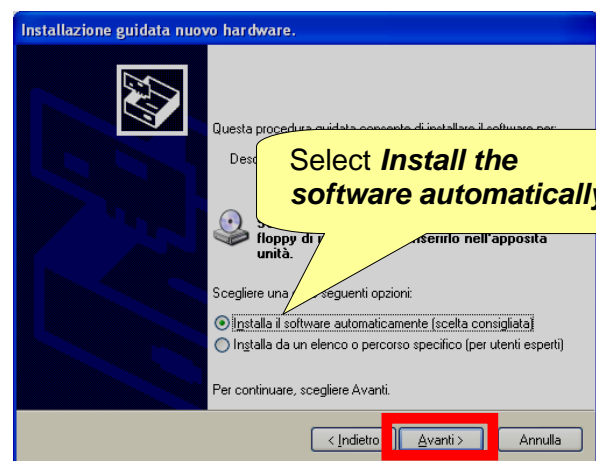 Installazione guidata nuovo hardware.
Questa procedura guidata consente di installare il software per:
Desc
Select Install the
software automatically
floppy di inserirlo nell'apposita
unità.
Scegliere una seguenti opzioni:
Installa il software automaticamente (scelta consigliata)
Installa da un elenco o percorso specifico (per utenti esperti)
Per continuare, scegliere Avanti.
< Indietro
Avanti >
Annulla